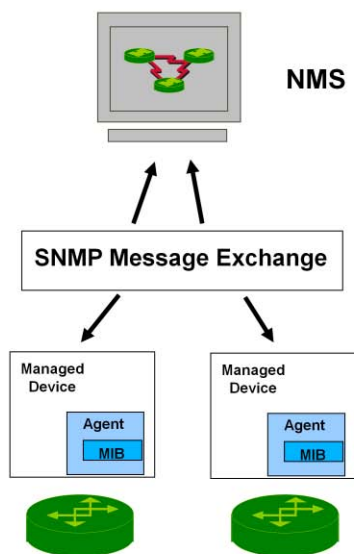 NMS
SNMP Message Exchange
Managed
Device
Agent
MIB
Managed
Device
Agent
MIB